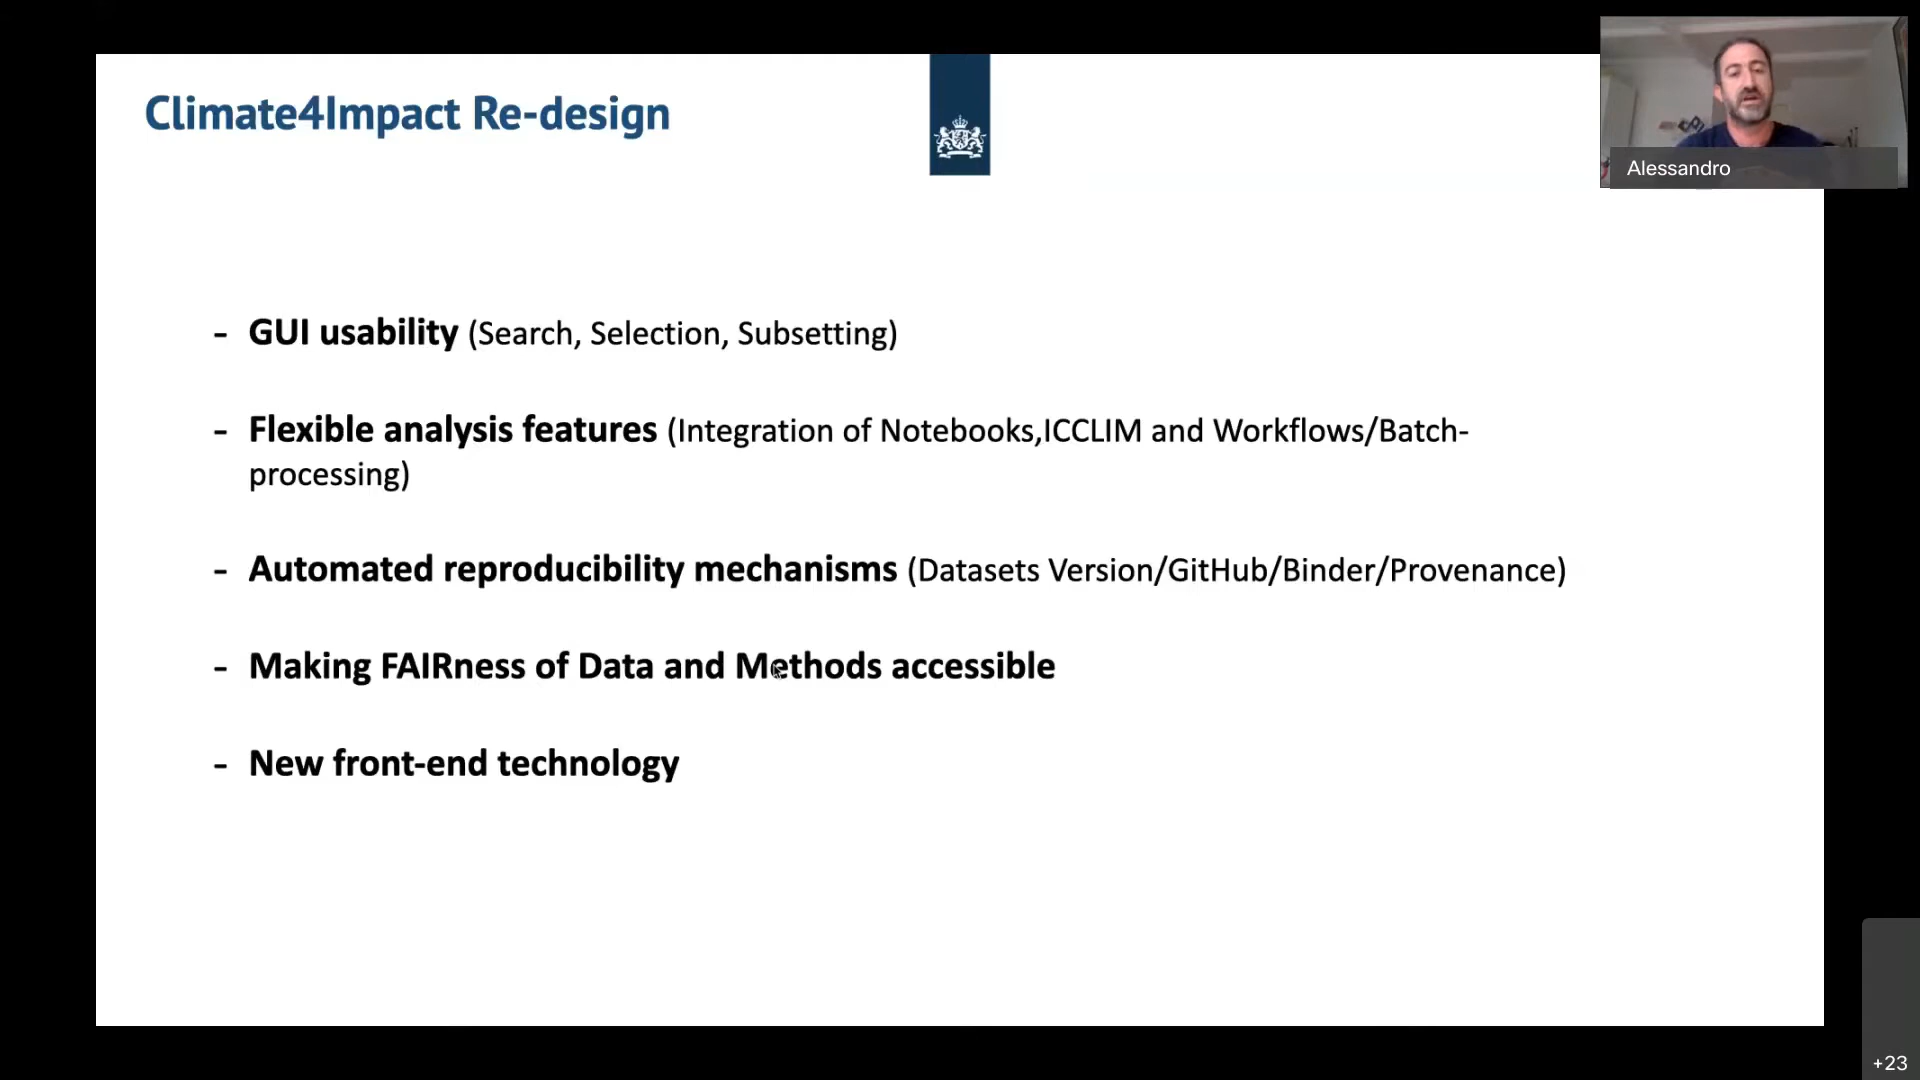 Climate4Impact Re-design
Alessandro
- GUI usability (Search, Selection, Subsetting)
- Flexible analysis features (Integration of Notebooks,ICCLIM and Workflows/Batch-
processing)
- Automated reproducibility mechanisms (Datasets Version/GitHub/Binder/Provenance)
- Making FAIRness of Data and Methods accessible
- New front-end technology
+23